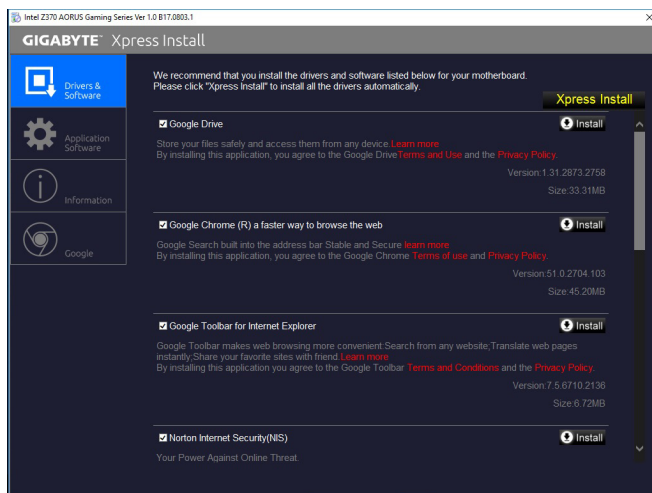 Intel Z370 AORUS Gaming Series Ver 1.0 B17.0803.1
GIGABYTE™ Xpress Install
Drivers &
Software
Application
Software
Information
Google
We recommend that you install the drivers and software listed below for your motherboard.
Please click "Xpress Install" to install all the drivers automatically.
Xpress Install
Google Drive
Install
Store your files safely and access them from any device.Learn more
By installing this application, you agree to the Google DriveTerms and Use and the Privacy Policy.
Version:1.31.2873.2758
Size:33.31MB
Google Chrome (R) a faster way to browse the web
Install
Google Search built into the address bar Stable and Secure learn more
By installing this application, you agree to the Google Chrome Terms of use and Privacy Policy.
Version:51.0.2704.103
Size:45.20MB
Google Toolbar for Internet Explorer
Install
Google Toolbar makes web browsing more convenient:Search from any website;Translate web pages
instantly;Share your favorite sites with friend.Learn more
By installing this application you agree to the Google Toolbar Terms and Conditions and the Privacy Policy.
Version:7.5.6710.2136
Size:6.72MB
Norton Internet Security(NIS)
Install
Your Power Against Online Threat.